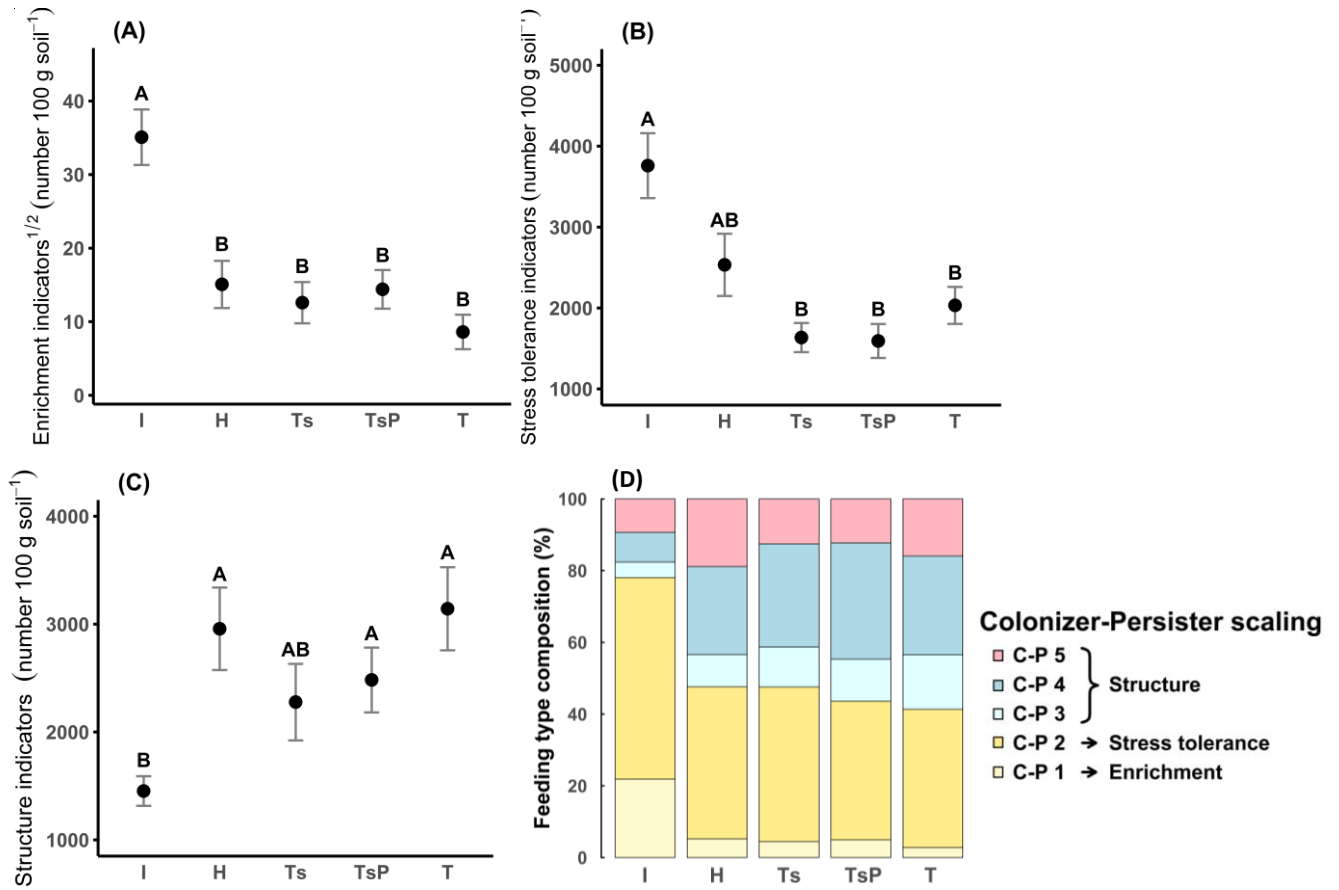 (A)
Enrichment indicators^1/2 (number 100 g soil⁻¹)
40
30
20
10
0
A
B
B
B
B
I H Ts TsP T
(B)
Stress tolerance indicators (number 100 g soil⁻¹
5000
4000
3000
2000
1000
A
AB
B
B
B
I H Ts TsP T
(C)
Structure indicators (number 100 g soil⁻¹)
4000
3000
2000
1000
B
A
AB
A
A
I H Ts TsP T
(D)
Feeding type composition (%)
100
80
60
40
20
0
I H Ts TsP T
Colonizer-Persister scaling
C-P 5
C-P 4 Structure
C-P 3
C-P 2 → Stress tolerance
C-P 1 → Enrichment